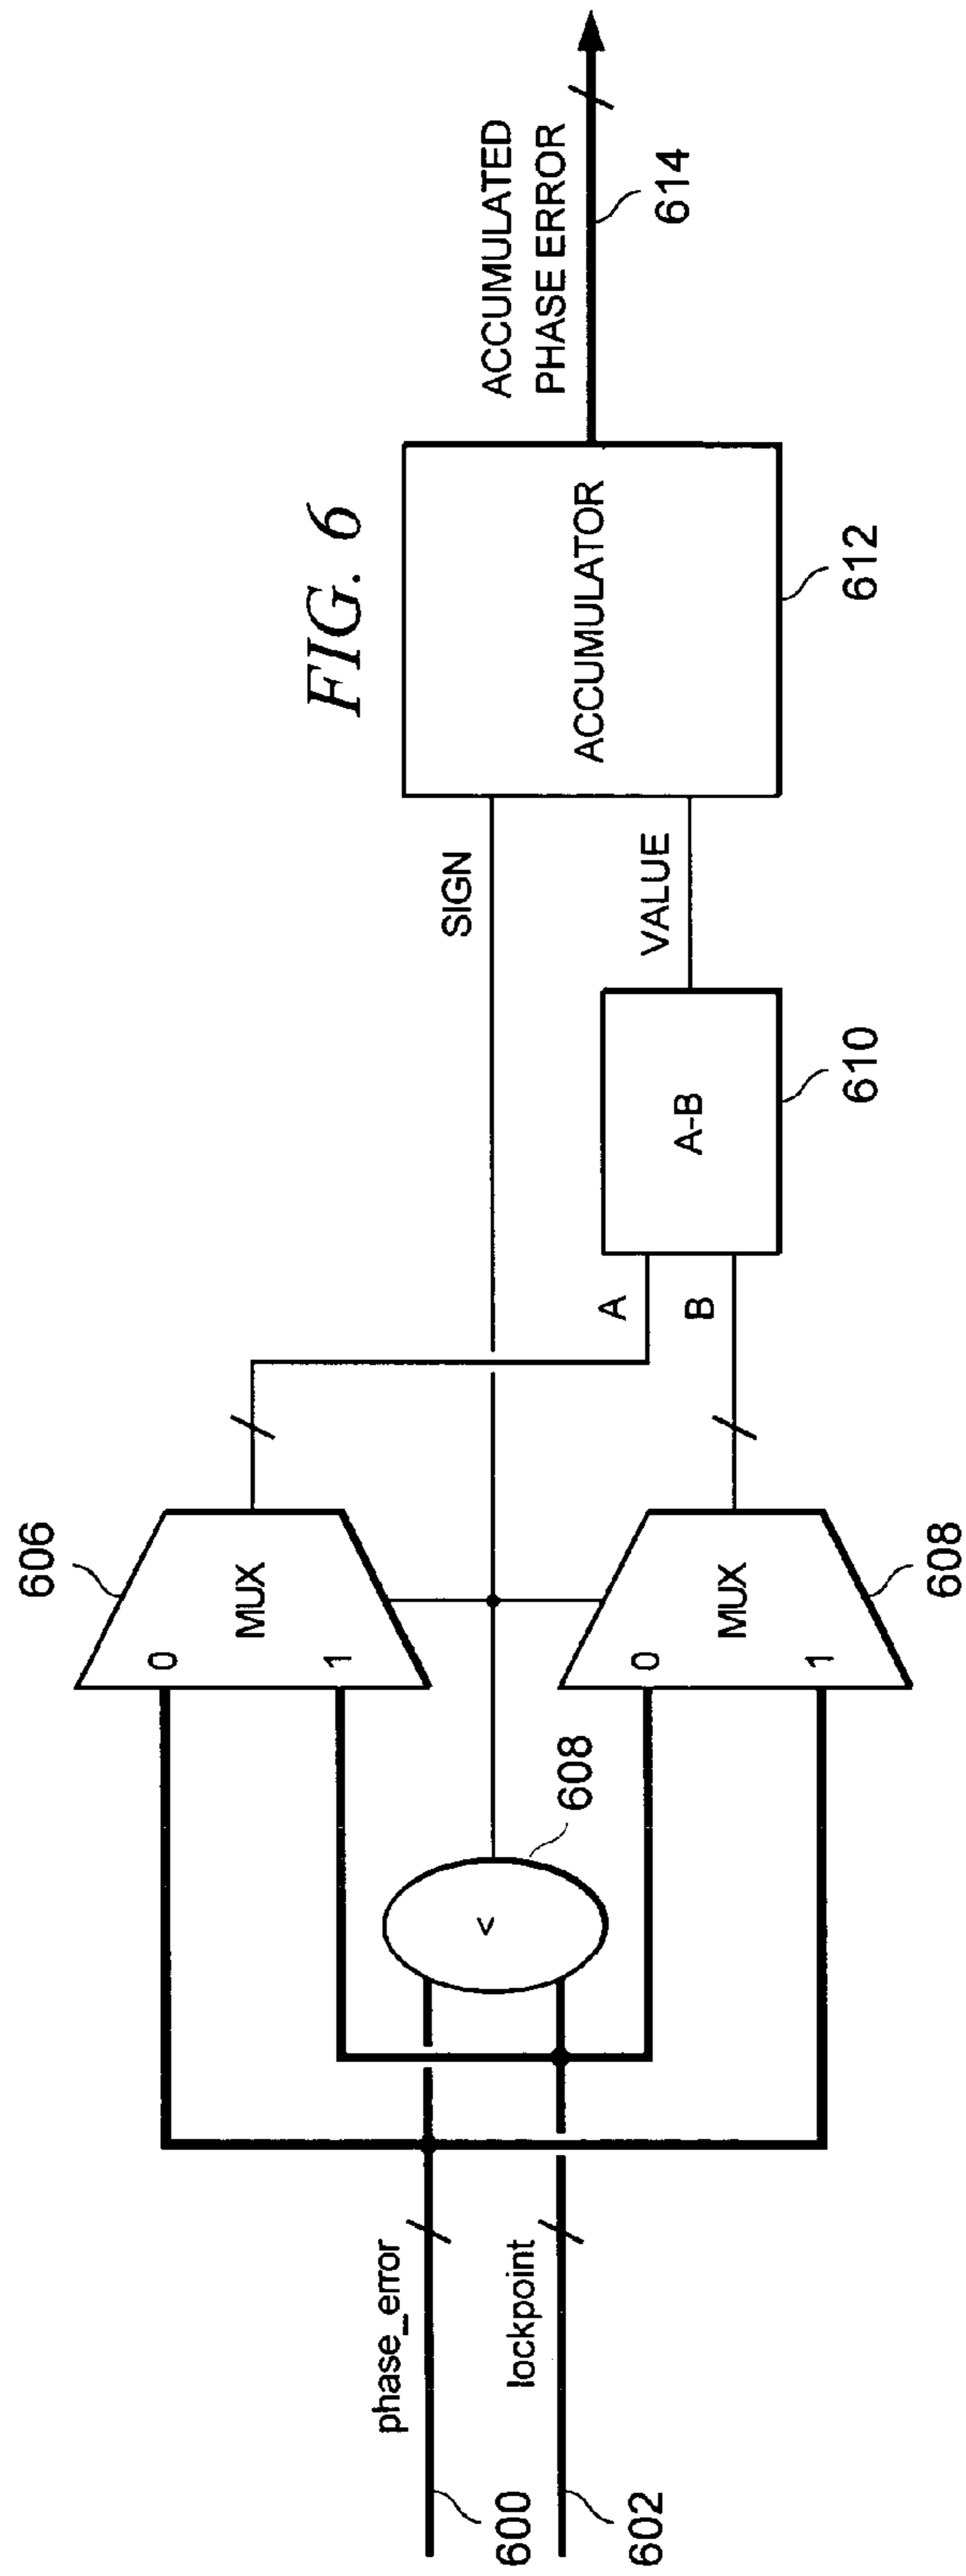 606
0
MUX
1
FIG. 6
phase_error
SIGN
ACCUMULATED
PHASE ERROR
<
600
lockpoint
608
ACCUMULATOR
A
602
0
VALUE
614
A-B
B
MUX
1
610
612
608